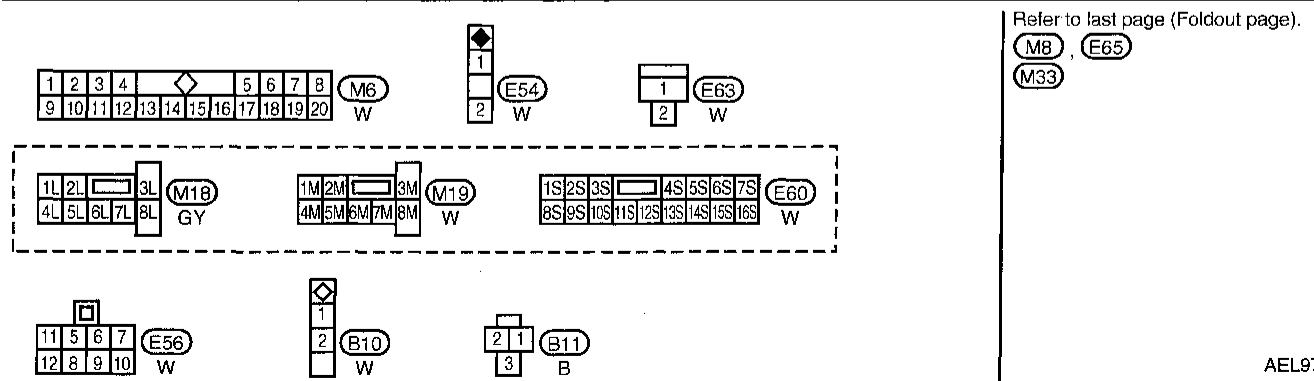 Refer to last page (Foldout page).
M8 , E65
M33
1 2 3 4 5 6 7 8
9 10 11 12 13 14 15 16 17 18 19 20
M6
W
1
2
E54
W
1
2
E63
W
1L 2L 3L
4L 5L 6L 7L 8L
M18
GY
1M 2M 3M
4M 5M 6M 7M 8M
M19
W
1S 2S 3S 4S 5S 6S 7S
8S 9S 10S 11S 12S 13S 14S 15S 16S
E60
W
11 5 6 7
12 8 9 10
E56
W
1
2
B10
W
2 1
3
B11
B